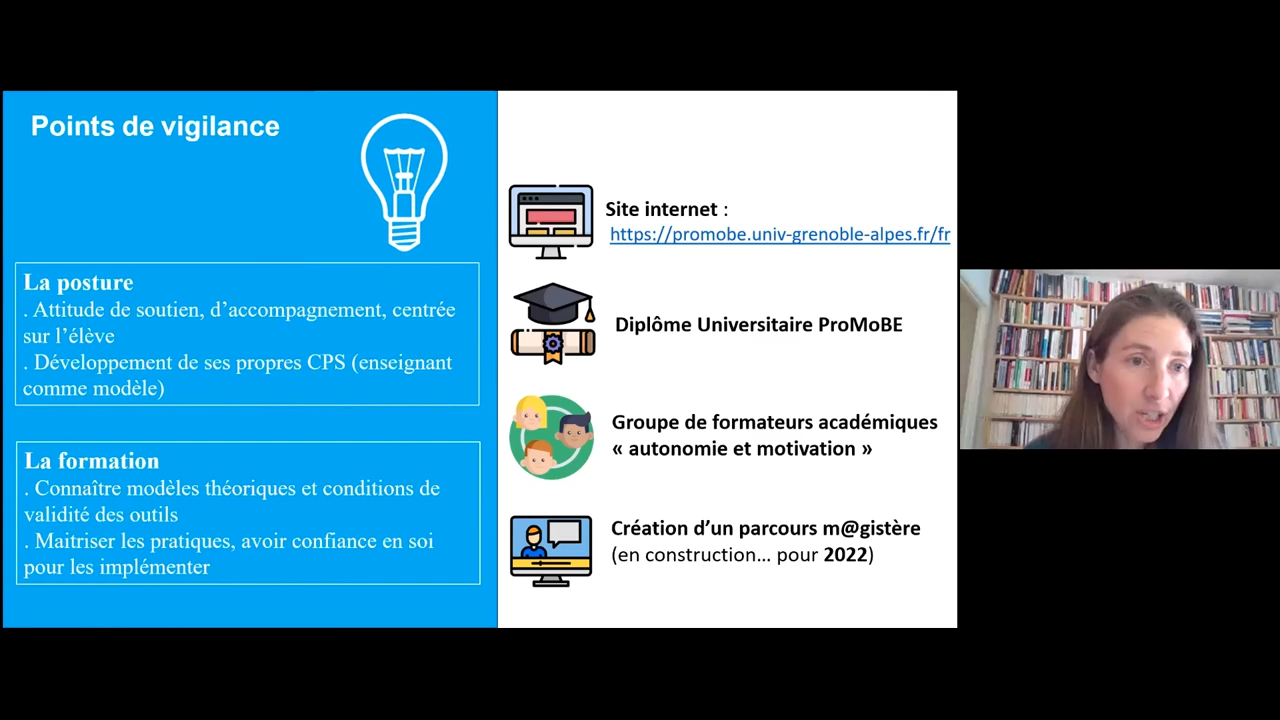 Points de vigilance
La posture
. Attitude de soutien, d’accompagnement, centrée
sur l’élève
. Développement de ses propres CPS (enseignant
comme modèle)
La formation
. Connaître modèles théoriques et conditions de
validité des outils
. Maitriser les pratiques, avoir confiance en soi
pour les implémenter
Site internet :
https://promobe.univ-grenoble-alpes.fr/fr
Diplôme Universitaire ProMoBE
Groupe de formateurs académiques
« autonomie et motivation »
Création d’un parcours m@gistère
(en construction... pour 2022)